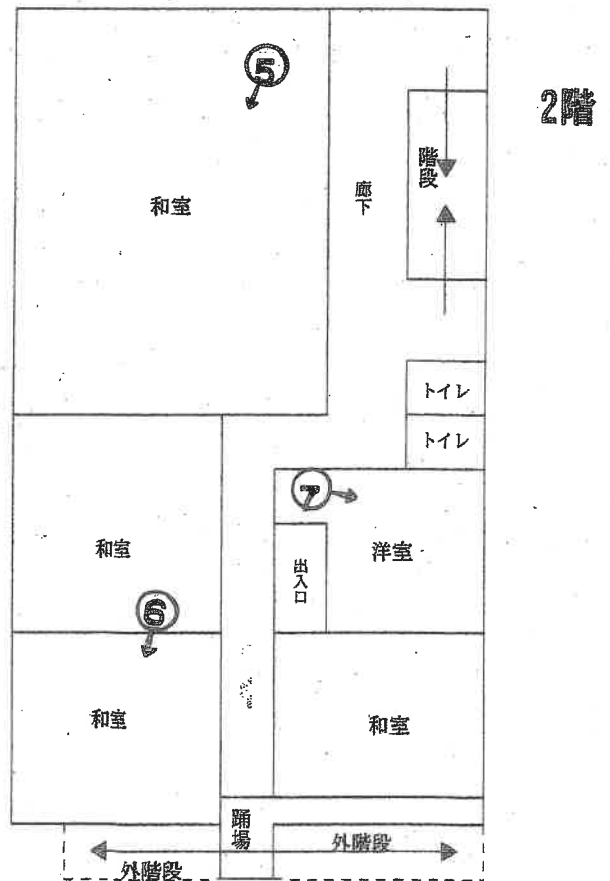 2階
⑤
階段
廊下
和室
トイレ
トイレ
⑦
和室
洋室
出入口
⑥
和室
和室
踊場
外階段
外階段